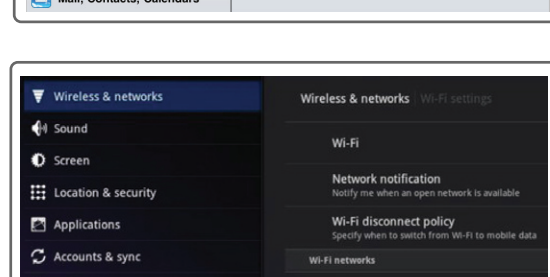 Mail, Contacts, Calendars
Wireless & networks
Sound
Screen
Location & security
Applications
Accounts & sync
Wireless & networks Wi-Fi settings
Wi-Fi
Network notification
Notify me when an open network is available
Wi-Fi disconnect policy
Specify when to switch from Wi-Fi to mobile data
Wi-Fi networks